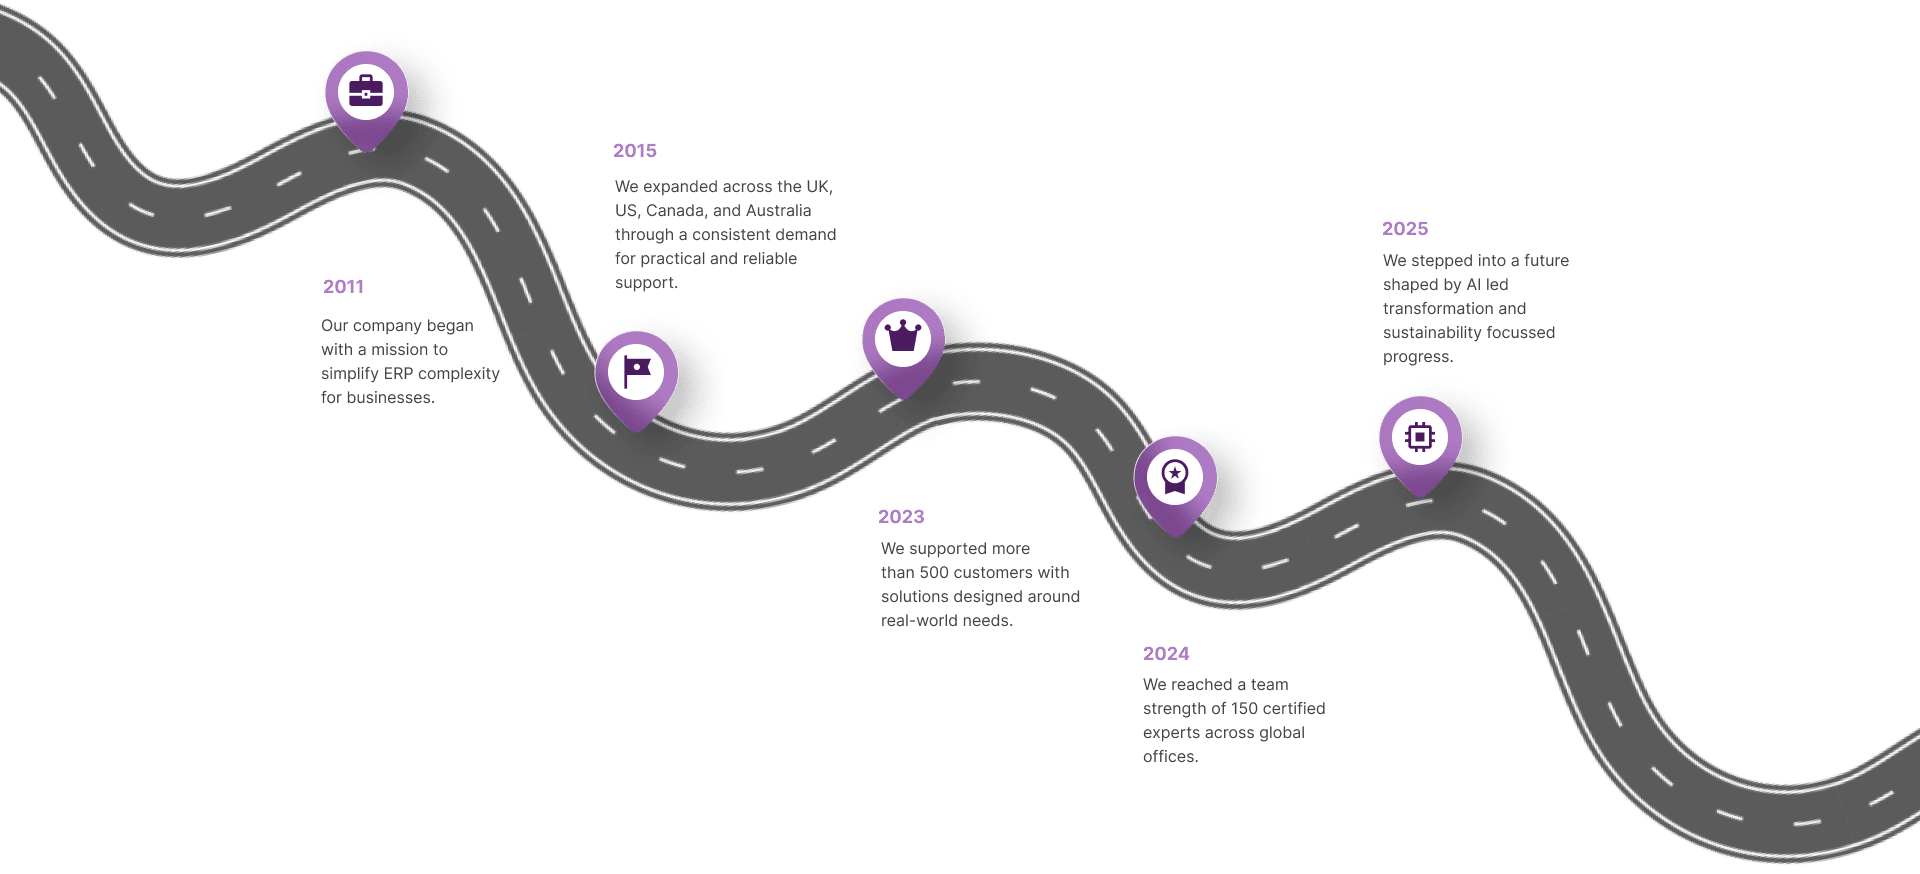 2011
Our company began
with a mission to
simplify ERP complexity
for businesses.
2015
We expanded across the UK,
US, Canada, and Australia
through a consistent demand
for practical and reliable
support.
2023
We supported more
than 500 customers with
solutions designed around
real-world needs.
2024
We reached a team
strength of 150 certified
experts across global
offices.
2025
We stepped into a future
shaped by AI led
transformation and
sustainability focussed
progress.